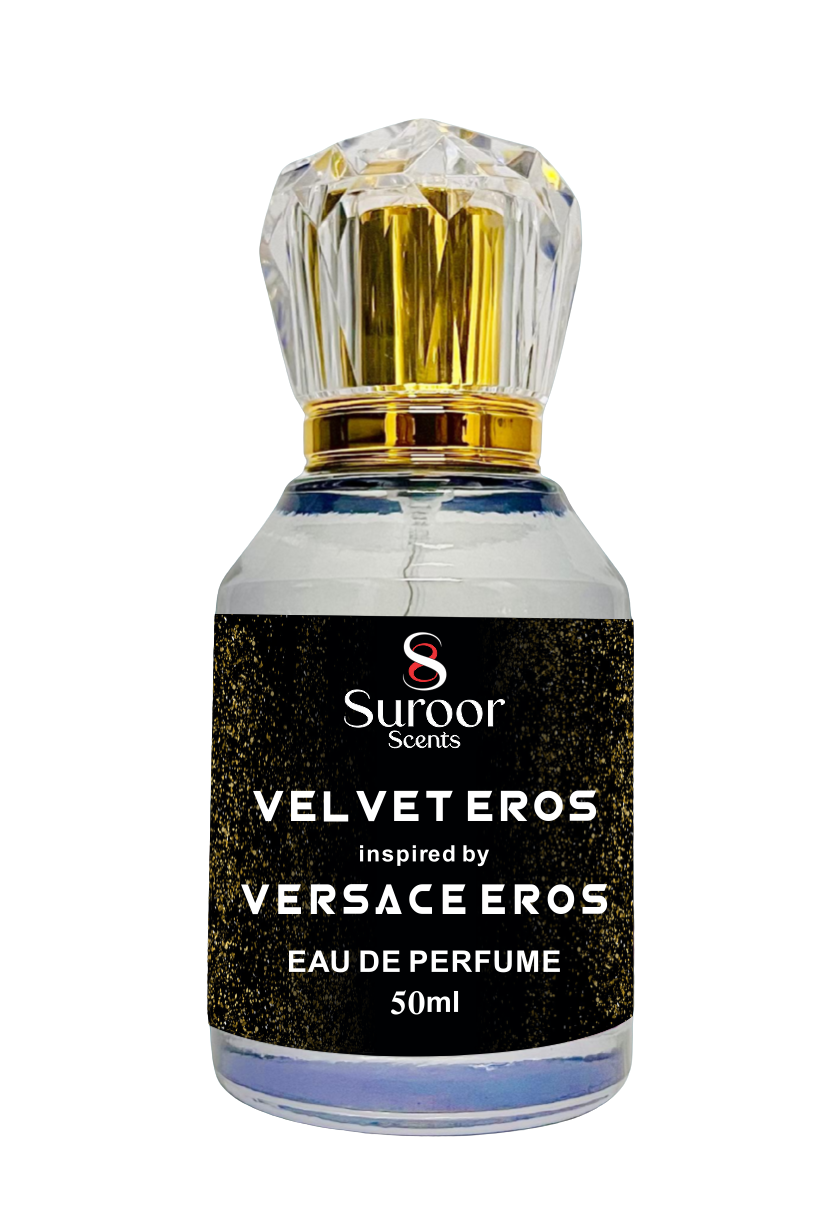 Suroor
Scents
VELVET EROS
inspired by
VERSACE EROS
EAU DE PERFUME
50ml